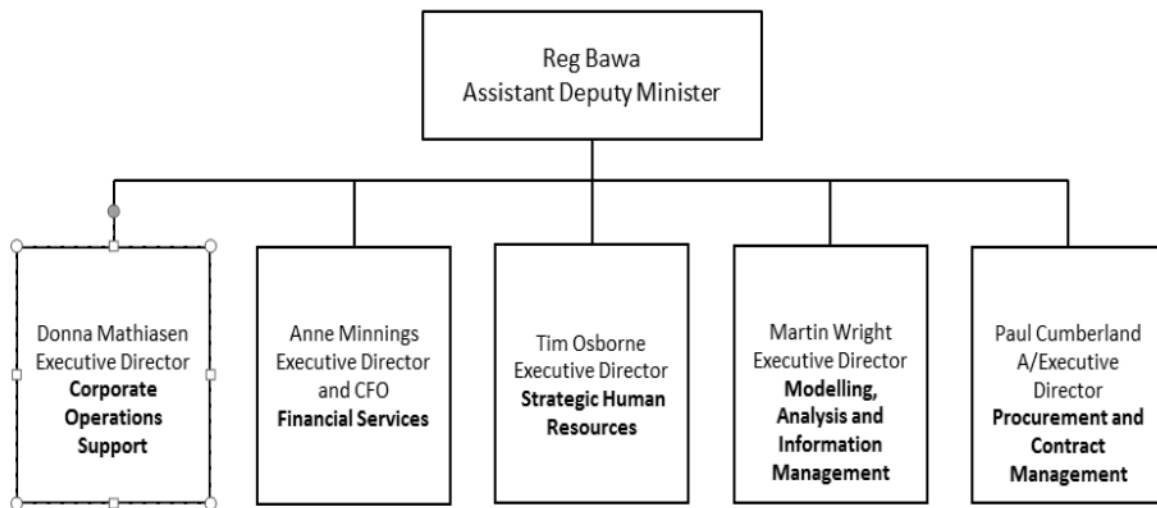 Reg Bawa
Assistant Deputy Minister
Donna Mathiasen
Executive Director
Corporate
Operations
Support
Anne Minnings
Executive Director
and CFO
Financial Services
Tim Osborne
Executive Director
Strategic Human
Resources
Martin Wright
Executive Director
Modelling,
Analysis and
Information
Management
Paul Cumberland
A/Executive
Director
Procurement and
Contract
Management